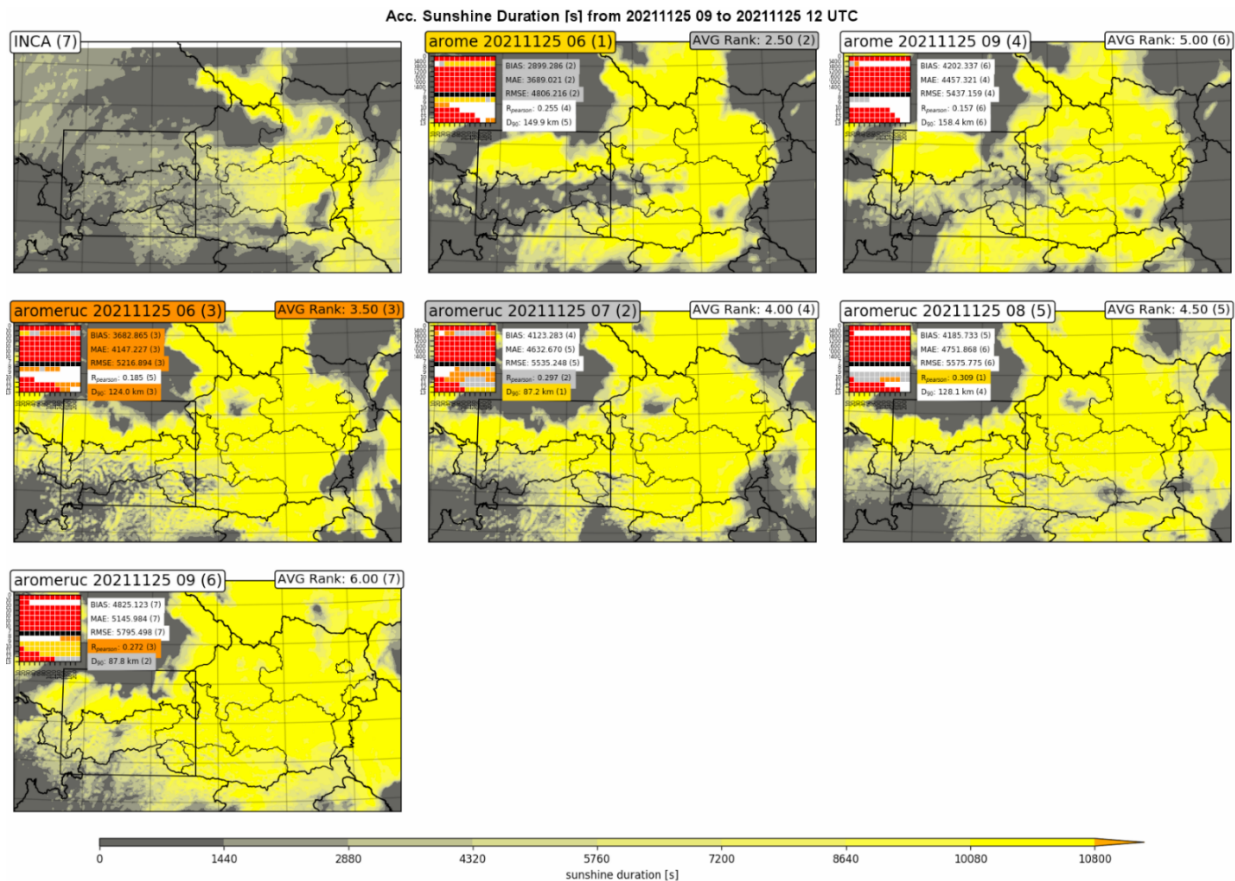 Acc. Sunshine Duration [s] from 20211125 09 to 20211125 12 UTC
INCA (7)
arome 20211125 06 (1)
AVG Rank: 2.50 (2)
BIAS: 2899.286 (2)
MAE: 3689.021 (2)
RMSE: 4806.216 (2)
Rpearson: 0.255 (4)
D90: 149.9 km (5)
arome 20211125 09 (4)
AVG Rank: 5.00 (6)
BIAS: 4202.337 (6)
MAE: 4457.321 (4)
RMSE: 5437.159 (4)
Rpearson: 0.157 (6)
D90: 158.4 km (6)
aromeruc 20211125 06 (3)
AVG Rank: 3.50 (3)
BIAS: 3682.865 (3)
MAE: 4147.227 (3)
RMSE: 5216.894 (3)
Rpearson: 0.185 (5)
D90: 124.0 km (3)
aromeruc 20211125 07 (2)
AVG Rank: 4.00 (4)
BIAS: 4123.283 (4)
MAE: 4632.670 (5)
RMSE: 5535.248 (5)
Rpearson: 0.297 (2)
D90: 87.2 km (1)
aromeruc 20211125 08 (5)
AVG Rank: 4.50 (5)
BIAS: 4185.733 (5)
MAE: 4751.868 (6)
RMSE: 5575.775 (6)
Rpearson: 0.309 (1)
D90: 128.1 km (4)
aromeruc 20211125 09 (6)
AVG Rank: 6.00 (7)
BIAS: 4825.123 (7)
MAE: 5145.984 (7)
RMSE: 5795.498 (7)
Rpearson: 0.272 (3)
D90: 87.8 km (2)
0 1440 2880 4320 5760 7200 8640 10080 10800
sunshine duration [s]